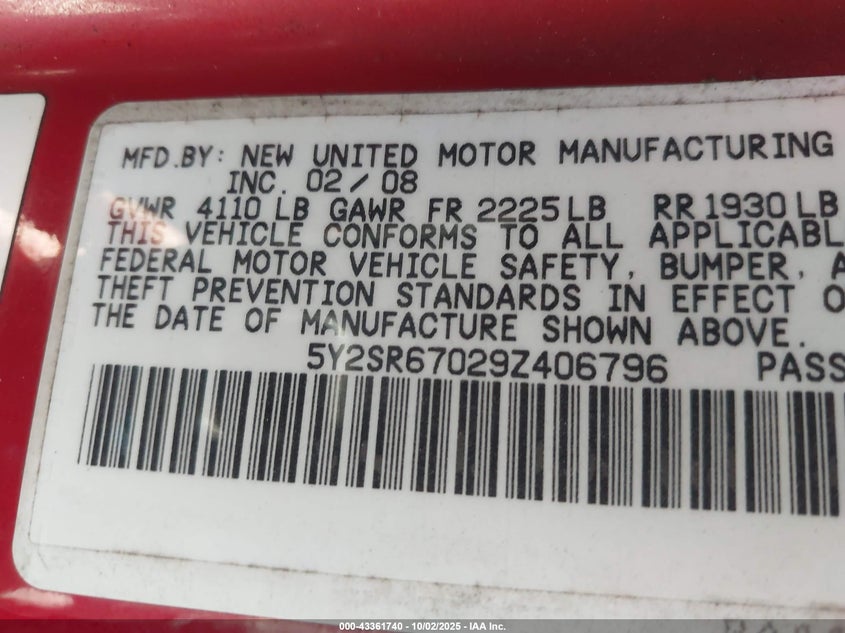 MFD.BY: NEW UNITED MOTOR MANUFACTURING
INC. 02/08
GVWR 4110 LB GAWR FR 2225 LB RR 1930 LB
THIS VEHICLE CONFORMS TO ALL APPLICABL
FEDERAL MOTOR VEHICLE SAFETY, BUMPER, A
THEFT PREVENTION STANDARDS IN EFFECT O
THE DATE OF MANUFACTURE SHOWN ABOVE.
5Y2SR67029Z406796 PASS
000-43361740 - 10/02/2025 - IAA Inc.